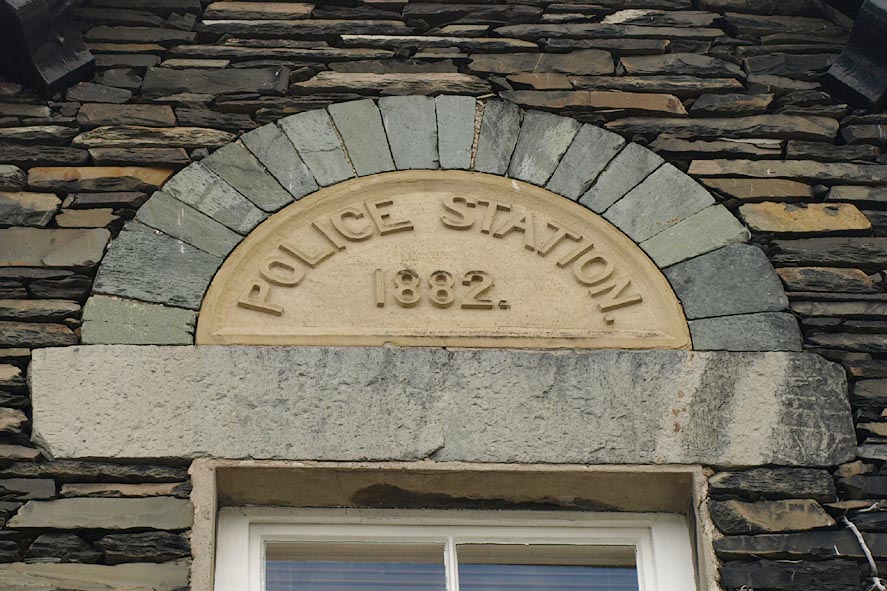 POLICE STATION.
1882.